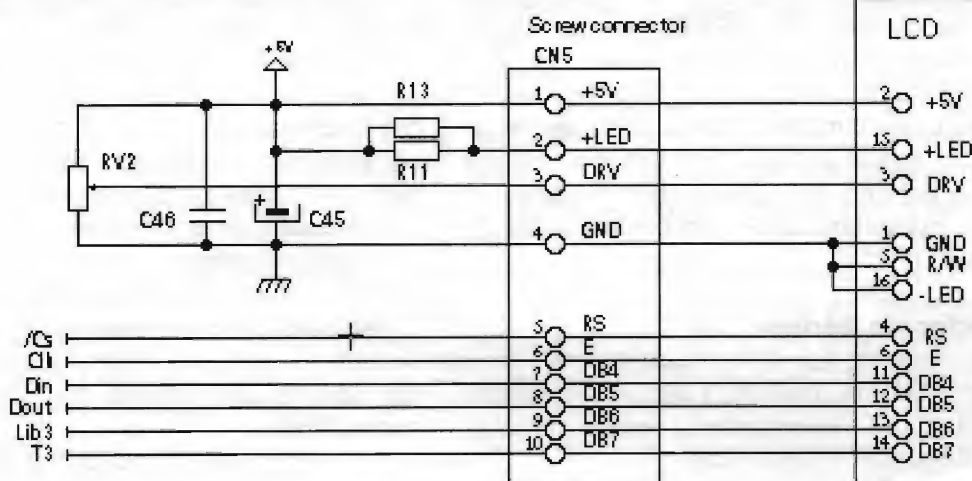 Screw connector
LCD
CN5
+5V
R13
1 +5V
2 +5V
2 +LED
15 +LED
RV2
R11
3 DRV
3 DRV
C46
+
C45
4 GND
1 GND
5 R/W
16 -LED
/Cs
5 RS
4 RS
Clk
6 E
6 E
Din
7 DB4
11 DB4
Dout
8 DB5
12 DB5
Lib3
9 DB6
13 DB6
T3
10 DB7
14 DB7